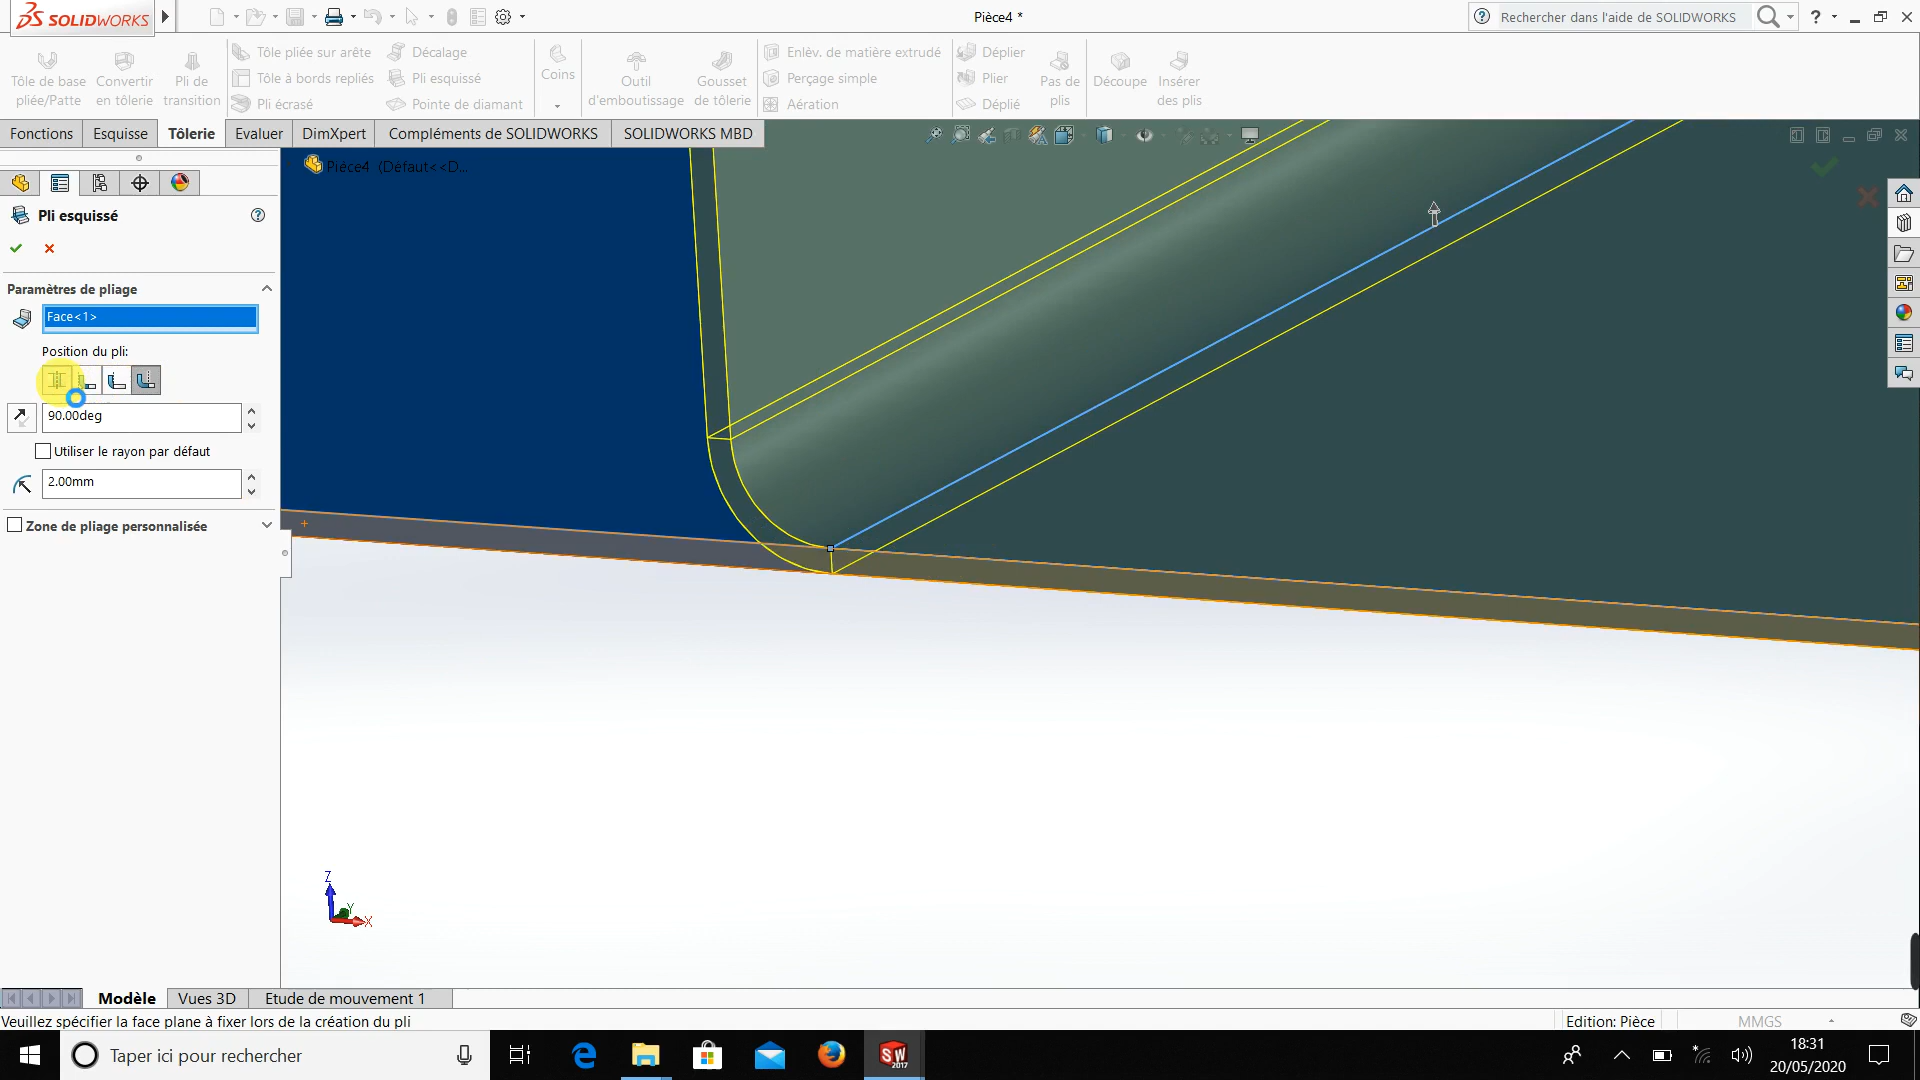 SOLIDWORKS
Pièce4 *
Rechercher dans l'aide de SOLIDWORKS
?
Tôle de base
pliée/Patte
Convertir
en tôlerie
Pli de
transition
Tôle pliée sur arête
Tôle à bords repliés
Pli écrasé
Décalage
Pli esquissé
Pointe de diamant
Coins
Outil
d'emboutissage
Gousset
de tôlerie
Enlèv. de matière extrudé
Perçage simple
Aération
Déplier
Plier
Déplié
Pas de
plis
Découpe
Insérer
des plis
Fonctions
Esquisse
Tôlerie
Evaluer
DimXpert
Compléments de SOLIDWORKS
SOLIDWORKS MBD
Pièce4 (Défaut<<D...
Pli esquissé
Paramètres de pliage
Face<1>
Position du pli:
90.00deg
Utiliser le rayon par défaut
2.00mm
Zone de pliage personnalisée
Z
Y
X
Modèle
Vues 3D
Etude de mouvement 1
Veuillez spécifier la face plane à fixer lors de la création du pli
Edition: Pièce
MMGS
Taper ici pour rechercher
SW
2017
18:31
20/05/2020